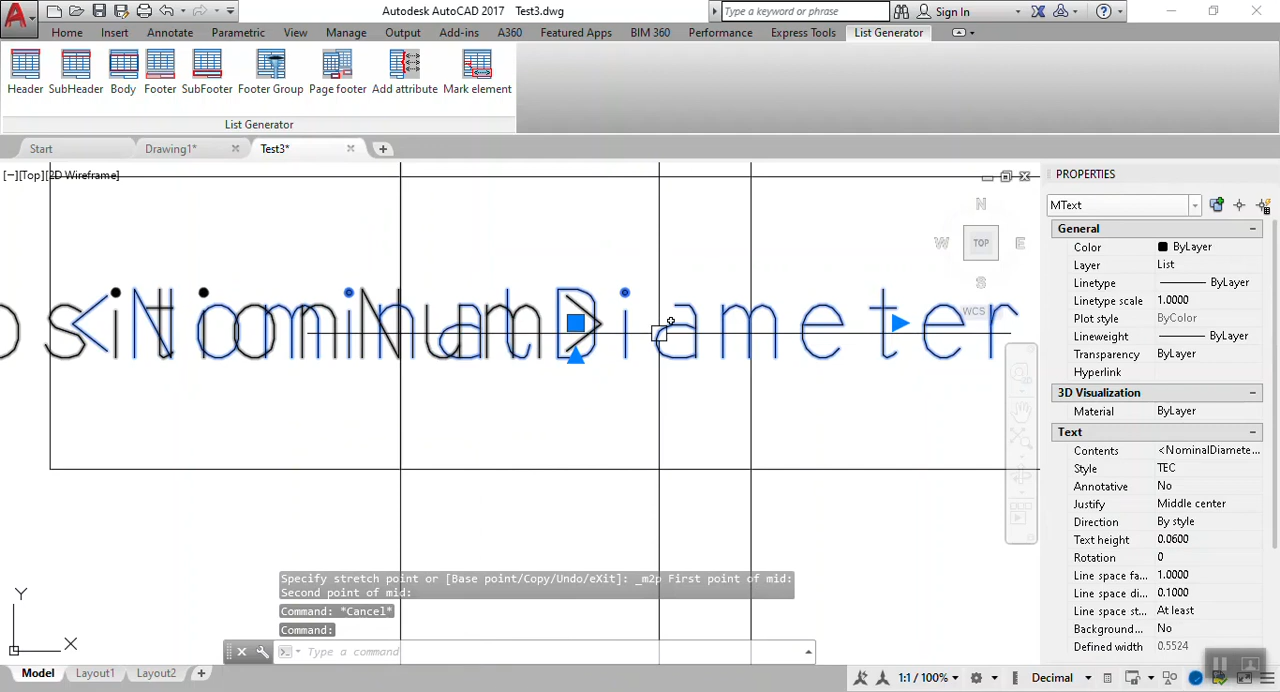 Autodesk AutoCAD 2017 Test3.dwg
Type a keyword or phrase
Sign In
Home Insert Annotate Parametric View Manage Output Add-ins A360 Featured Apps BIM 360 Performance Express Tools List Generator
Header SubHeader Body Footer SubFooter Footer Group Page footer Add attribute Mark element
List Generator
Start Drawing1* Test3*
[−][Top][2D Wireframe]
N
W TOP E
S
WCS
<NominalDiameter
Y
X
Specify stretch point or [Base point/Copy/Undo/eXit]: _m2p First point of mid:
Second point of mid:
Command: *Cancel*
Command:
Type a command
PROPERTIES
MText
General
Color ByLayer
Layer List
Linetype ByLayer
Linetype scale 1.0000
Plot style ByColor
Lineweight ByLayer
Transparency ByLayer
Hyperlink
3D Visualization
Material ByLayer
Text
Contents <NominalDiamete...
Style TEC
Annotative No
Justify Middle center
Direction By style
Text height 0.0600
Rotation 0
Line space fa... 1.0000
Line space di... 0.1000
Line space st... At least
Background... No
Defined width 0.5524
Model Layout1 Layout2
1:1 / 100% Decimal